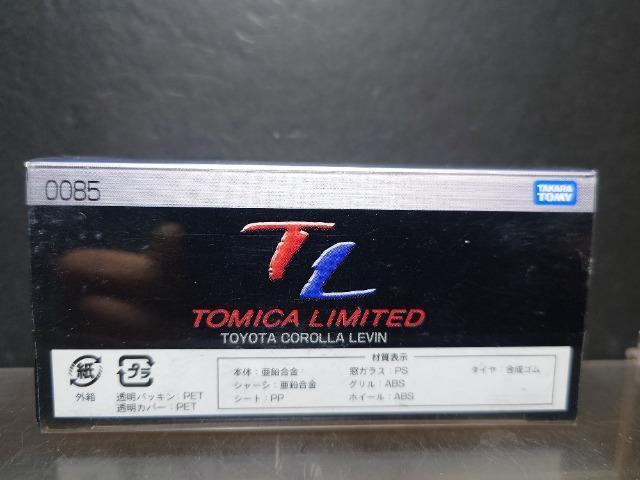 0085
TAKARA
TOMY
TL
TOMICA LIMITED
TOYOTA COROLLA LEVIN
材質表示
紙
プラ
本体：亜鉛合金
窓ガラス：PS
タイヤ：合成ゴム
シャーシ：亜鉛合金
グリル：ABS
シート：PP
ホイール：ABS
外箱
透明パッキン：PET
透明カバー：PET